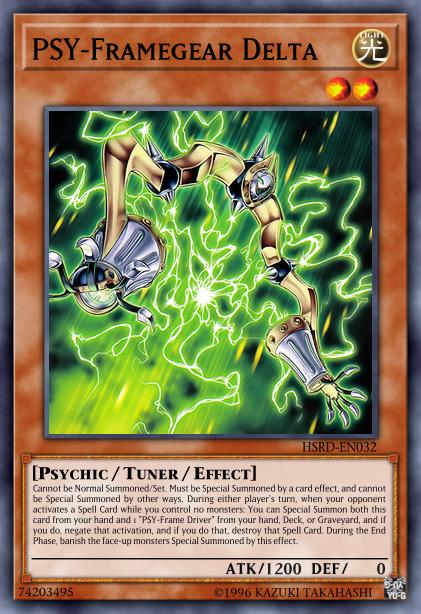 PSY-FRAMEGEAR DELTA
LIGHT
光
HSRD-EN032
[PSYCHIC / TUNER / EFFECT]
Cannot be Normal Summoned/Set. Must be Special Summoned by a card effect, and cannot
be Special Summoned by other ways. During either player's turn, when your opponent
activates a Spell Card while you control no monsters: You can Special Summon both this
card from your hand and 1 "PSY-Frame Driver" from your hand, Deck, or Graveyard, and if
you do, negate that activation, and if you do that, destroy that Spell Card. During the End
Phase, banish the face-up monsters Special Summoned by this effect.
ATK/1200 DEF/ 0
74203495
©1996 KAZUKI TAKAHASHI